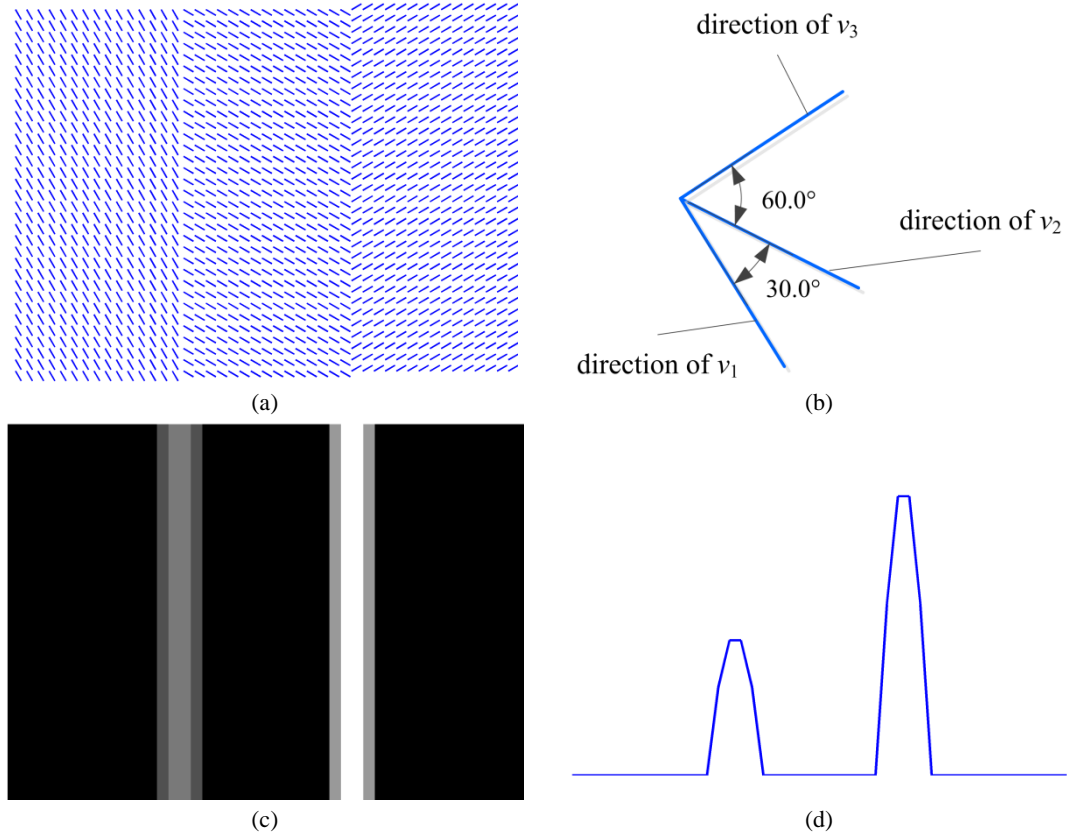 direction of v3
60.0°
direction of v2
30.0°
direction of v1
(a)
(b)
(c)
(d)